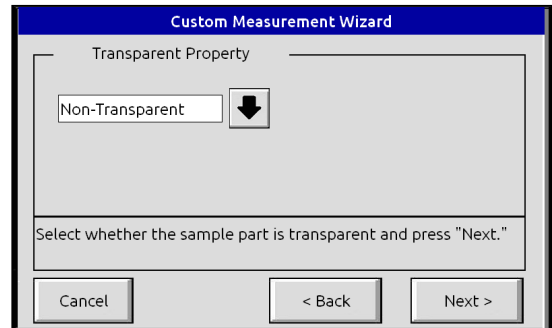 Custom Measurement Wizard
Transparent Property
Non-Transparent
Select whether the sample part is transparent and press "Next."
Cancel
< Back
Next >